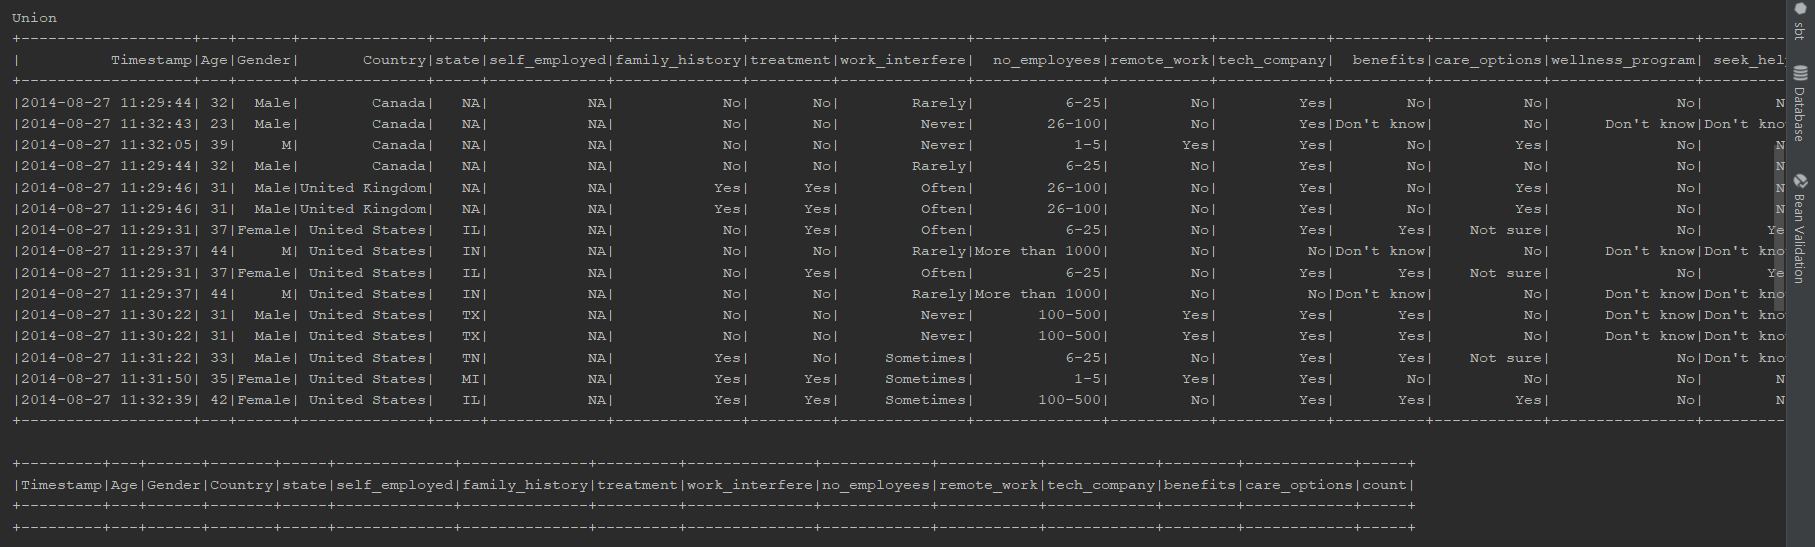 Union
+-------------------+---+------+--------------+-----+-------------+--------------+---------+--------------+--------------+-----------+------------+----------+------------+----------------+---------
|          Timestamp|Age|Gender|       Country|state|self_employed|family_history|treatment|work_interfere|  no_employees|remote_work|tech_company|  benefits|care_options|wellness_program| seek_hel
+-------------------+---+------+--------------+-----+-------------+--------------+---------+--------------+--------------+-----------+------------+----------+------------+----------------+---------
|2014-08-27 11:29:44| 32|  Male|        Canada|   NA|           NA|            No|       No|        Rarely|          6-25|         No|         Yes|        No|          No|              No|        N
|2014-08-27 11:32:43| 23|  Male|        Canada|   NA|           NA|            No|       No|         Never|        26-100|         No|         Yes|Don't know|          No|      Don't know|Don't kno
|2014-08-27 11:32:05| 39|     M|        Canada|   NA|           NA|            No|       No|         Never|           1-5|        Yes|         Yes|        No|         Yes|              No|        N
|2014-08-27 11:29:44| 32|  Male|        Canada|   NA|           NA|            No|       No|        Rarely|          6-25|         No|         Yes|        No|          No|              No|        N
|2014-08-27 11:29:46| 31|  Male|United Kingdom|   NA|           NA|           Yes|      Yes|         Often|        26-100|         No|         Yes|        No|         Yes|              No|        N
|2014-08-27 11:29:46| 31|  Male|United Kingdom|   NA|           NA|           Yes|      Yes|         Often|        26-100|         No|         Yes|        No|         Yes|              No|        N
|2014-08-27 11:29:31| 37|Female| United States|   IL|           NA|            No|      Yes|         Often|          6-25|         No|         Yes|       Yes|    Not sure|              No|       Ye
|2014-08-27 11:29:37| 44|     M| United States|   IN|           NA|            No|       No|        Rarely|More than 1000|         No|          No|Don't know|          No|      Don't know|Don't kno
|2014-08-27 11:29:31| 37|Female| United States|   IL|           NA|            No|      Yes|         Often|          6-25|         No|         Yes|       Yes|    Not sure|              No|       Ye
|2014-08-27 11:29:37| 44|     M| United States|   IN|           NA|            No|       No|        Rarely|More than 1000|         No|          No|Don't know|          No|      Don't know|Don't kno
|2014-08-27 11:30:22| 31|  Male| United States|   TX|           NA|            No|       No|         Never|       100-500|        Yes|         Yes|       Yes|          No|      Don't know|Don't kno
|2014-08-27 11:30:22| 31|  Male| United States|   TX|           NA|            No|       No|         Never|       100-500|        Yes|         Yes|       Yes|          No|      Don't know|Don't kno
|2014-08-27 11:31:22| 33|  Male| United States|   TN|           NA|           Yes|       No|     Sometimes|          6-25|         No|         Yes|       Yes|    Not sure|              No|Don't kno
|2014-08-27 11:31:50| 35|Female| United States|   MI|           NA|           Yes|      Yes|     Sometimes|           1-5|        Yes|         Yes|        No|          No|              No|        N
|2014-08-27 11:32:39| 42|Female| United States|   IL|           NA|           Yes|      Yes|     Sometimes|       100-500|         No|         Yes|       Yes|         Yes|              No|        N
+-------------------+---+------+--------------+-----+-------------+--------------+---------+--------------+--------------+-----------+------------+----------+------------+----------------+---------
+---------+---+------+-------+-----+-------------+--------------+---------+--------------+------------+-----------+------------+--------+------------+-----+
|Timestamp|Age|Gender|Country|state|self_employed|family_history|treatment|work_interfere|no_employees|remote_work|tech_company|benefits|care_options|count|
+---------+---+------+-------+-----+-------------+--------------+---------+--------------+------------+-----------+------------+--------+------------+-----+
+---------+---+------+-------+-----+-------------+--------------+---------+--------------+------------+-----------+------------+--------+------------+-----+
sbt
Database
Bean Validation